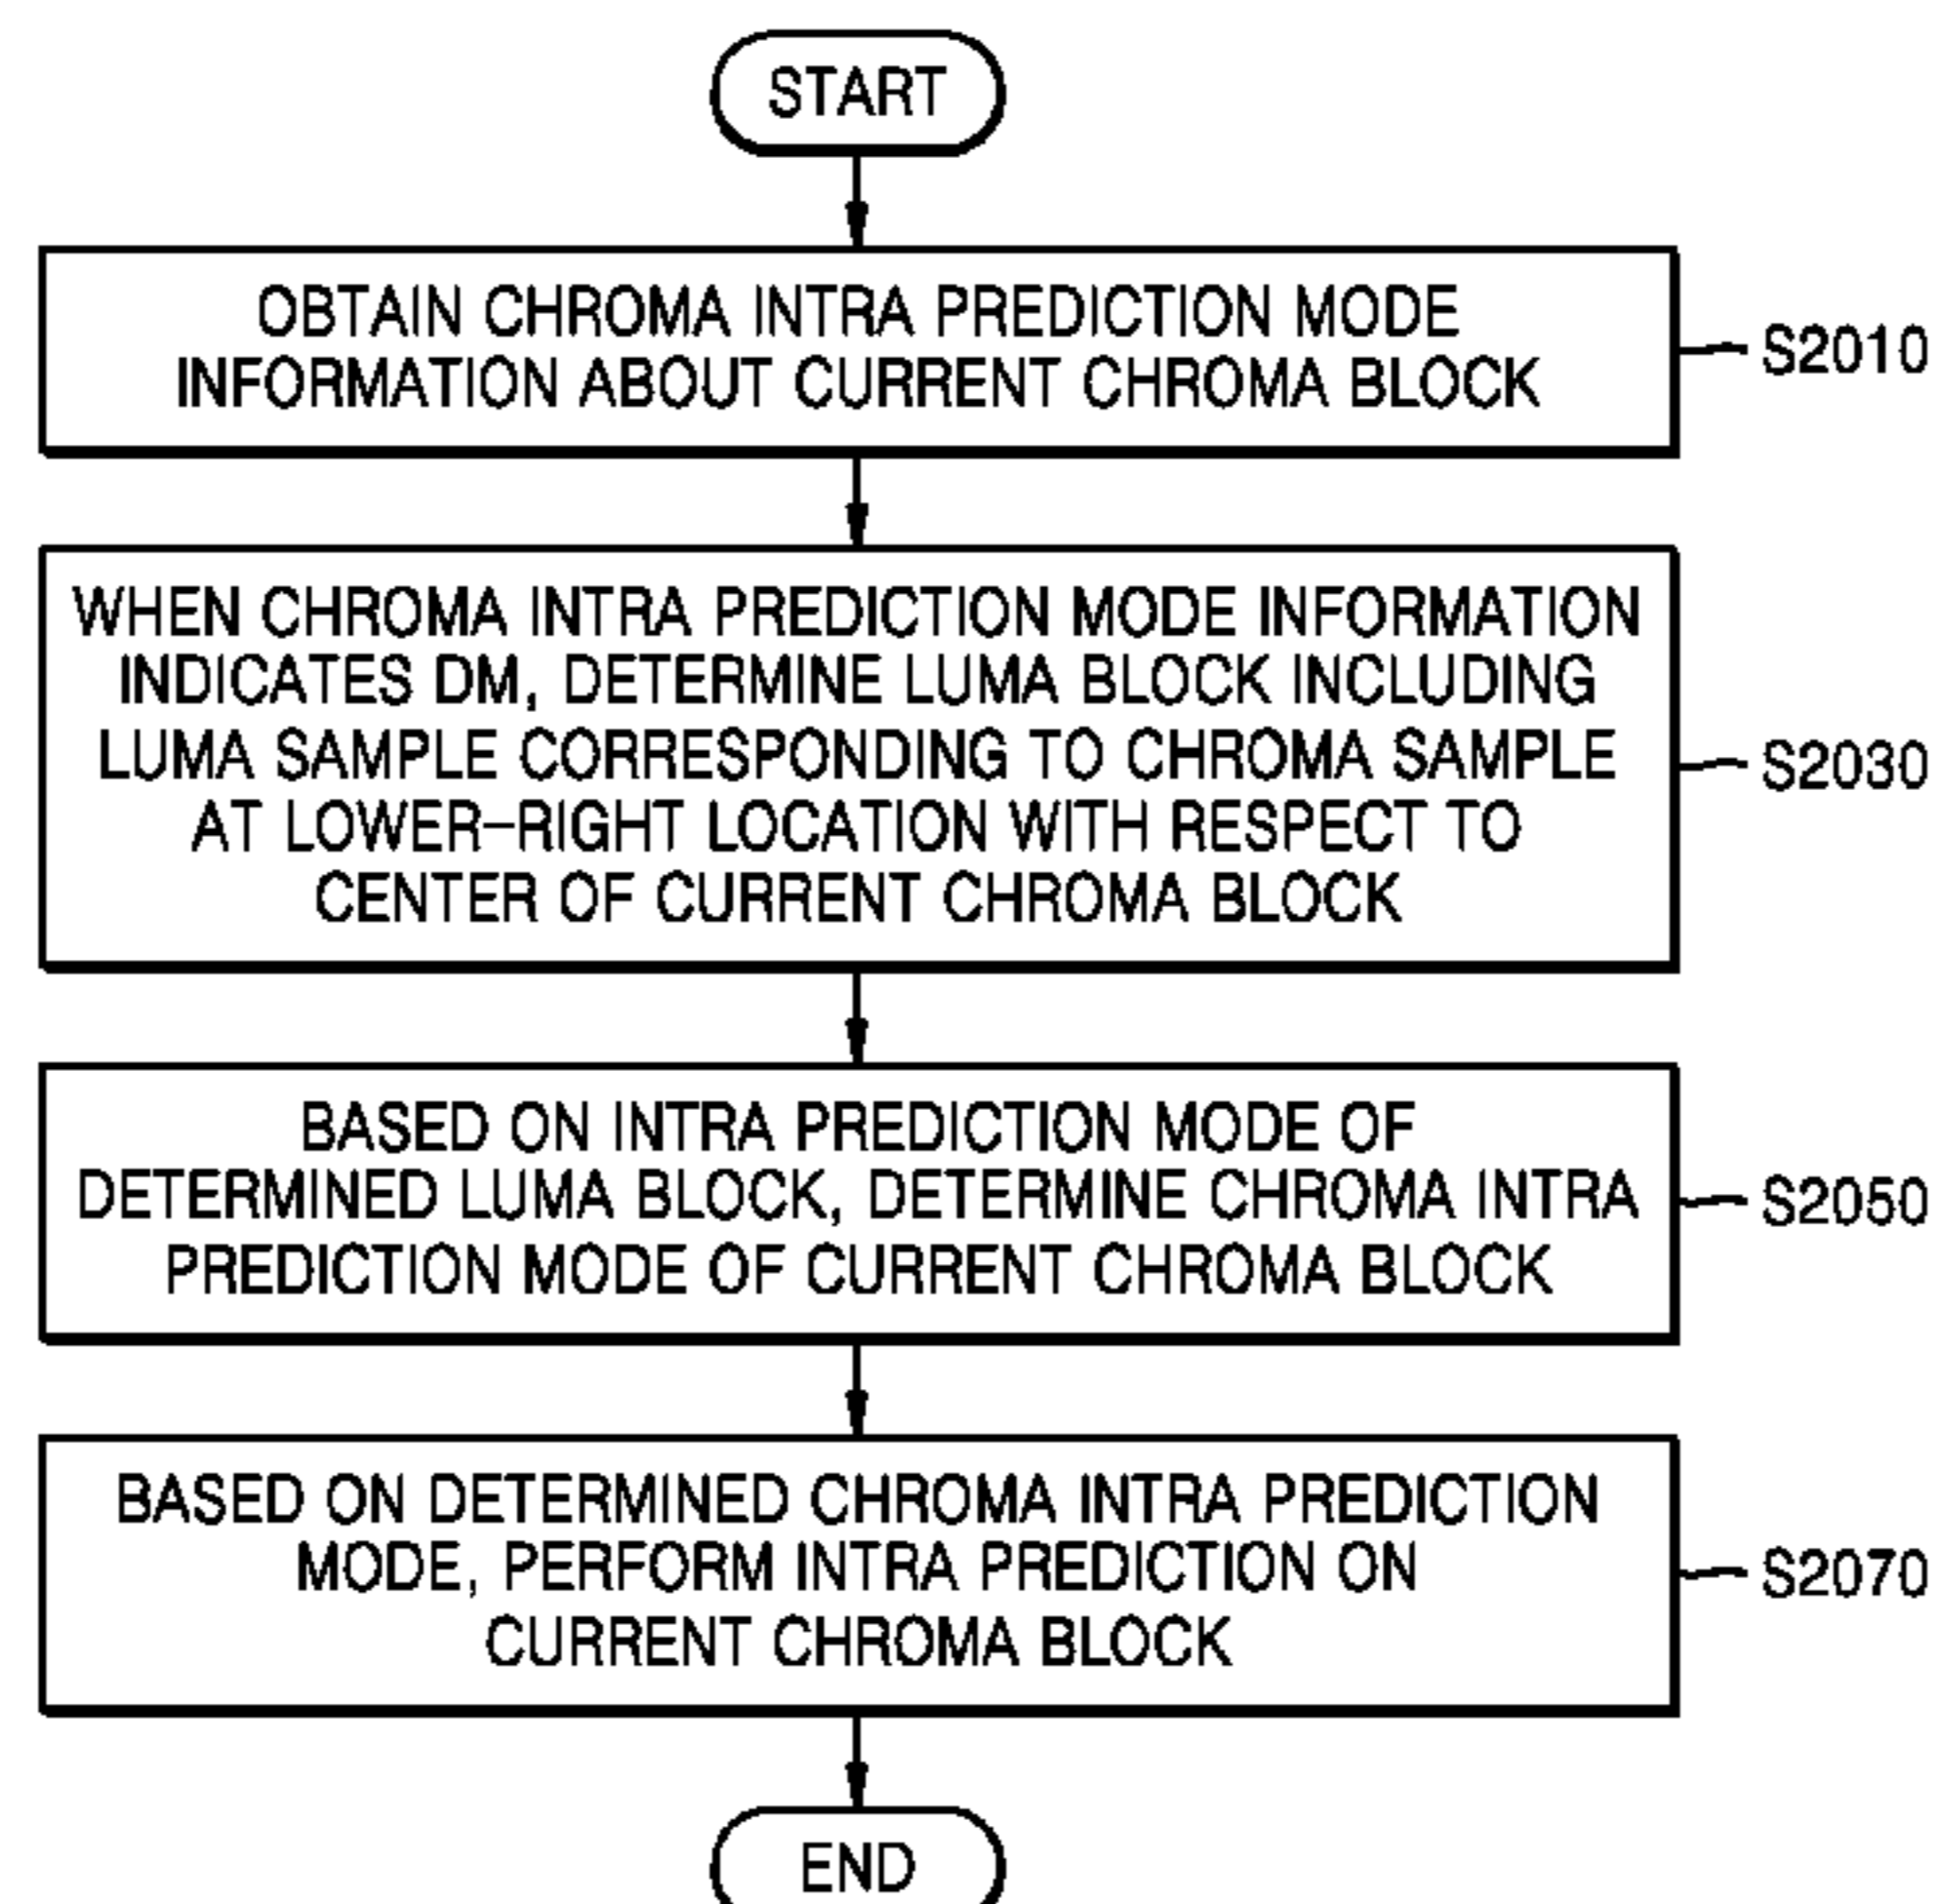 START
OBTAIN CHROMA INTRA PREDICTION MODE
INFORMATION ABOUT CURRENT CHROMA BLOCK
S2010
WHEN CHROMA INTRA PREDICTION MODE INFORMATION
INDICATES DM, DETERMINE LUMA BLOCK INCLUDING
LUMA SAMPLE CORRESPONDING TO CHROMA SAMPLE
AT LOWER-RIGHT LOCATION WITH RESPECT TO
CENTER OF CURRENT CHROMA BLOCK
S2030
BASED ON INTRA PREDICTION MODE OF
DETERMINED LUMA BLOCK, DETERMINE CHROMA INTRA
PREDICTION MODE OF CURRENT CHROMA BLOCK
S2050
BASED ON DETERMINED CHROMA INTRA PREDICTION
MODE, PERFORM INTRA PREDICTION ON
CURRENT CHROMA BLOCK
S2070
END